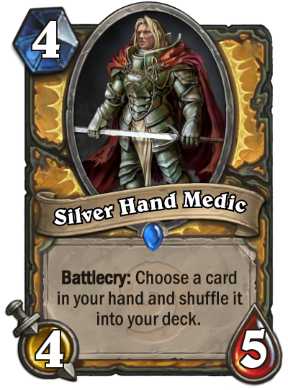 4
Silver Hand Medic
Battlecry: Choose a card
in your hand and shuffle it
into your deck.
4
5